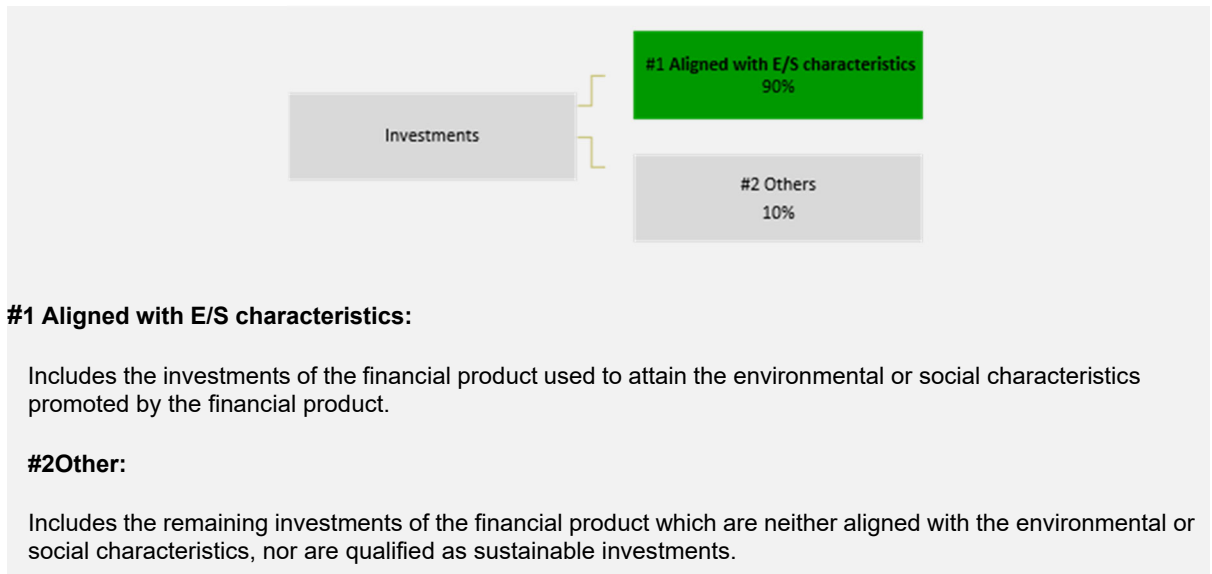 #1 Aligned with E/S characteristics
90%
Investments
#2 Others
10%
#1 Aligned with E/S characteristics:
Includes the investments of the financial product used to attain the environmental or social characteristics
promoted by the financial product.
#2Other:
Includes the remaining investments of the financial product which are neither aligned with the environmental or
social characteristics, nor are qualified as sustainable investments.